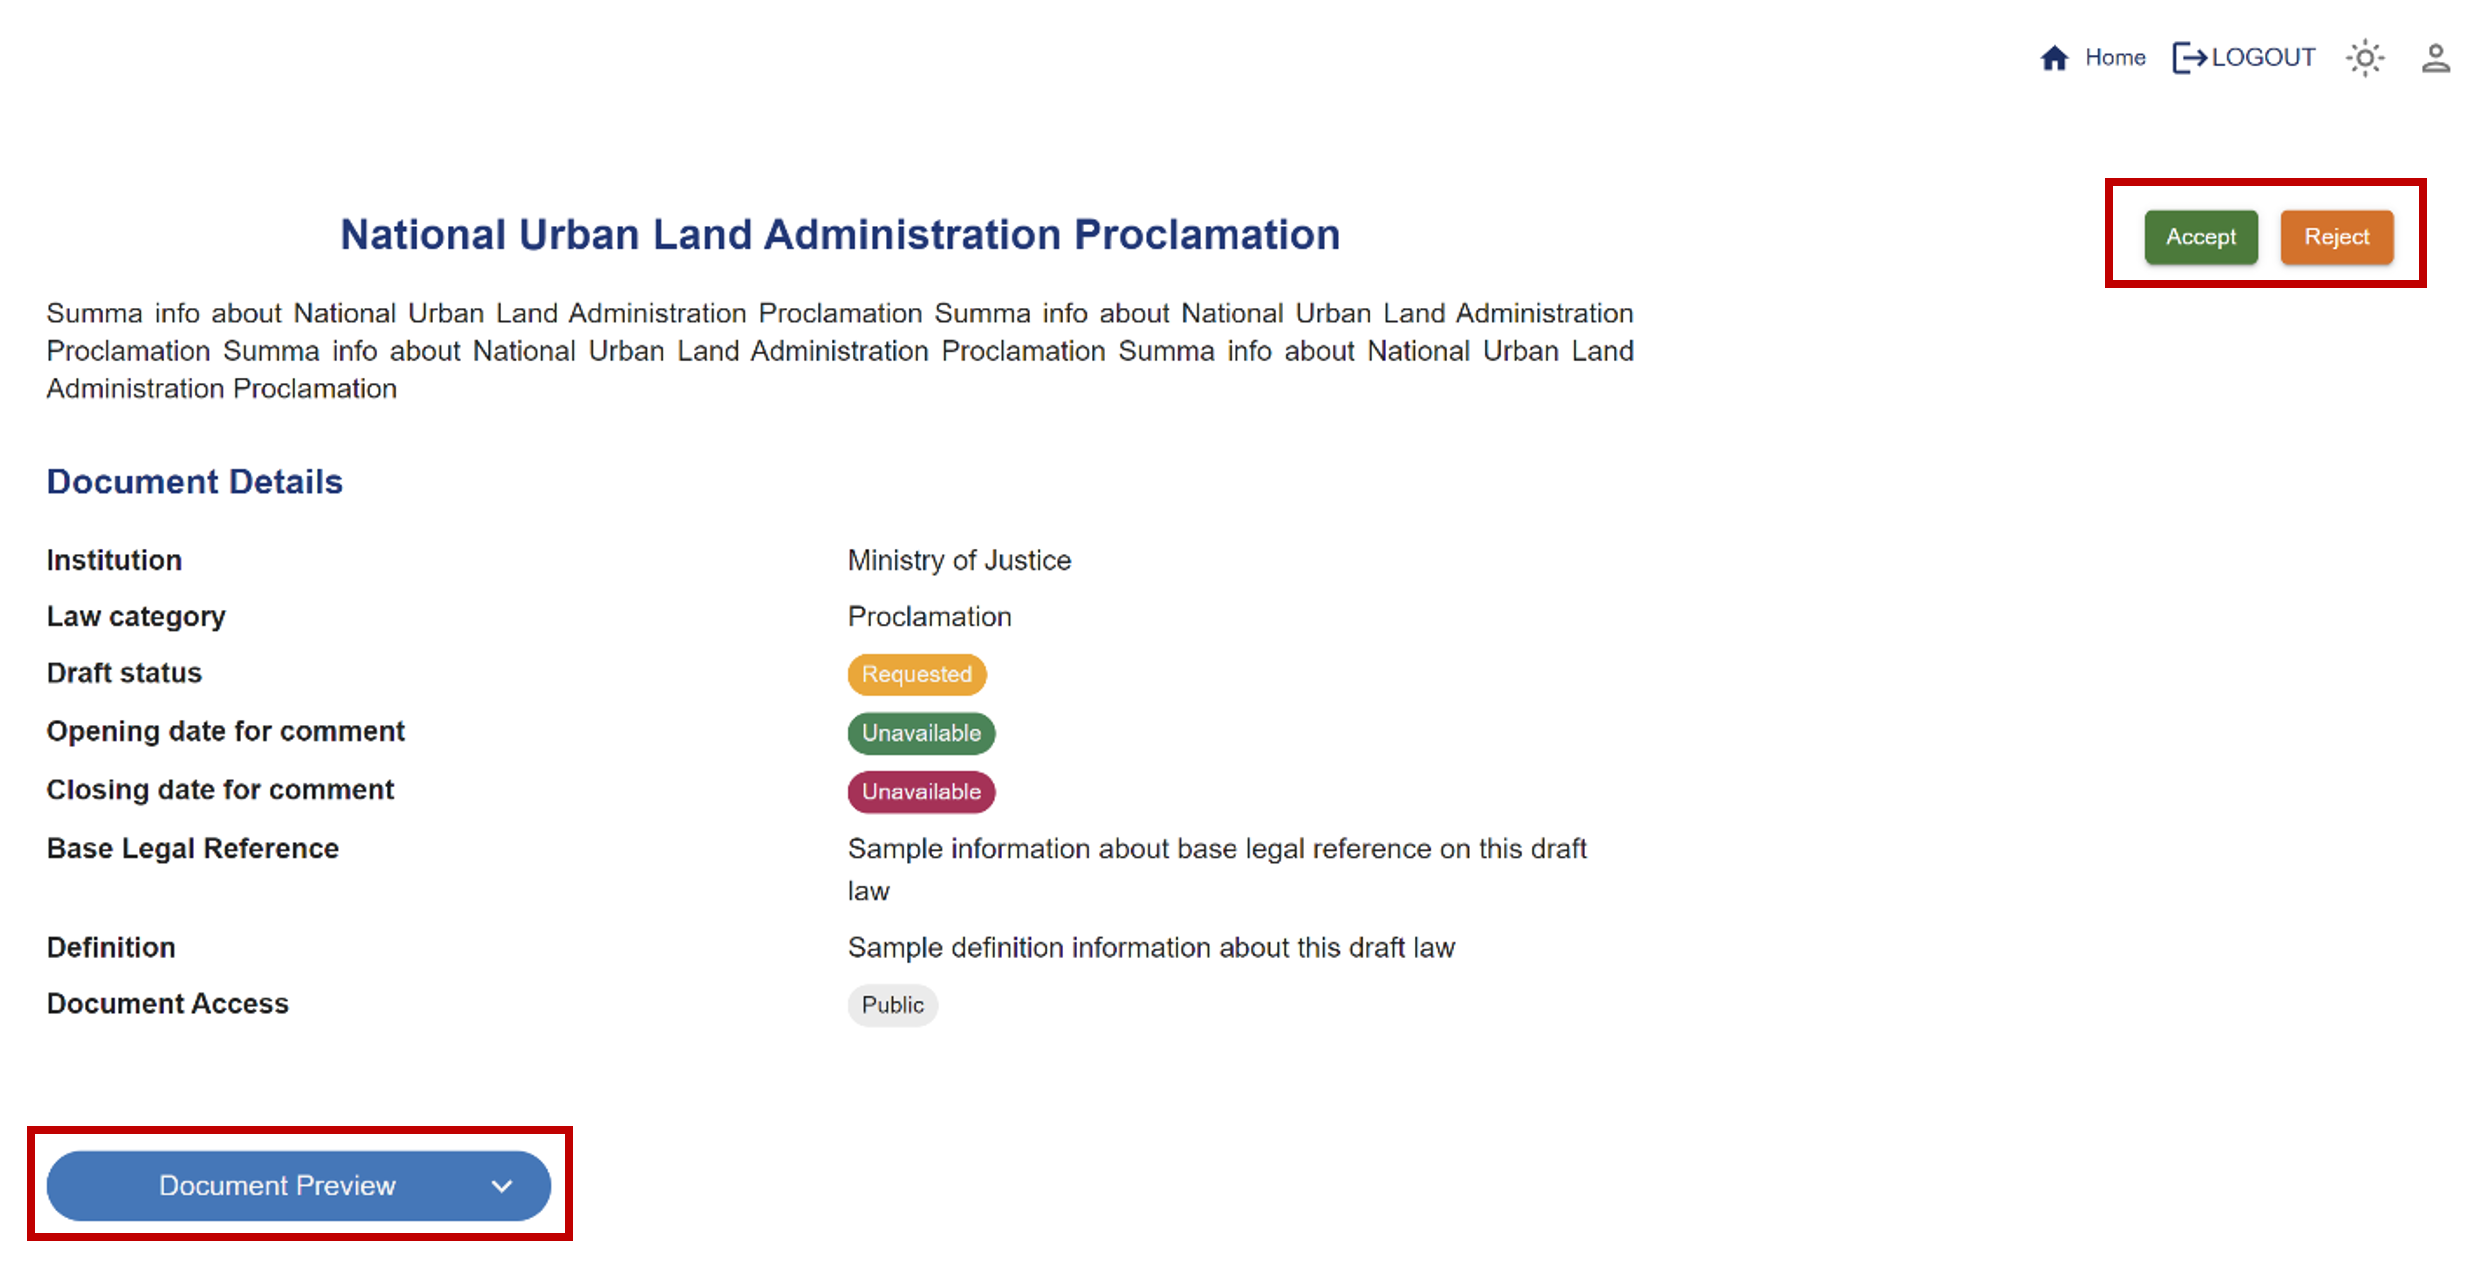 Home LOGOUT
National Urban Land Administration Proclamation
Accept Reject
Summa info about National Urban Land Administration Proclamation Summa info about National Urban Land Administration
Proclamation Summa info about National Urban Land Administration Proclamation Summa info about National Urban Land
Administration Proclamation
Document Details
Institution Ministry of Justice
Law category Proclamation
Draft status Requested
Opening date for comment Unavailable
Closing date for comment Unavailable
Base Legal Reference Sample information about base legal reference on this draft
law
Definition Sample definition information about this draft law
Document Access Public
Document Preview